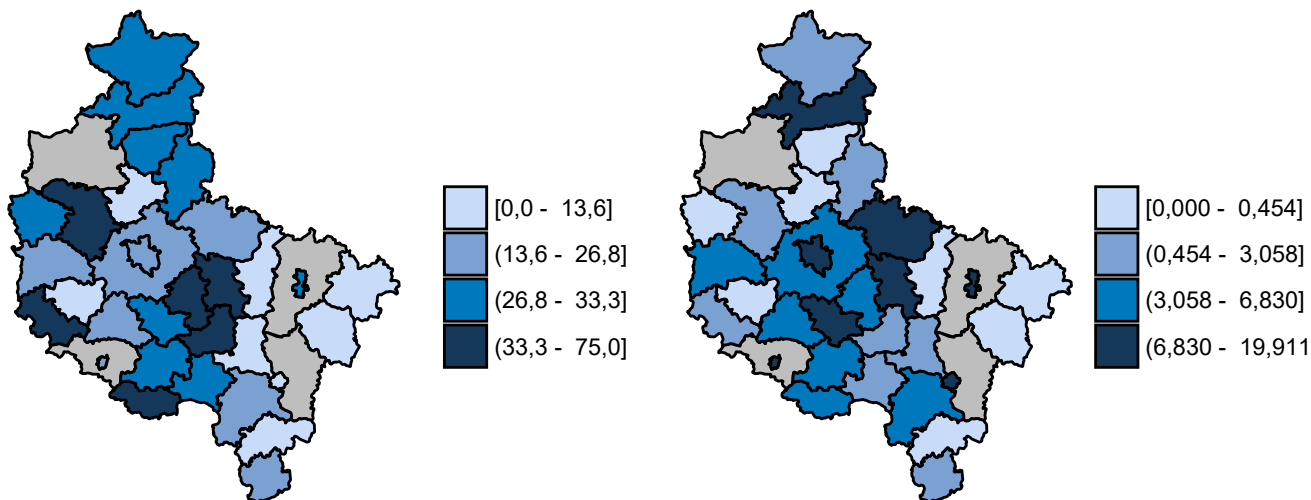 [0,0 - 13,6]
(13,6 - 26,8]
(26,8 - 33,3]
(33,3 - 75,0]
[0,000 - 0,454]
(0,454 - 3,058]
(3,058 - 6,830]
(6,830 - 19,911